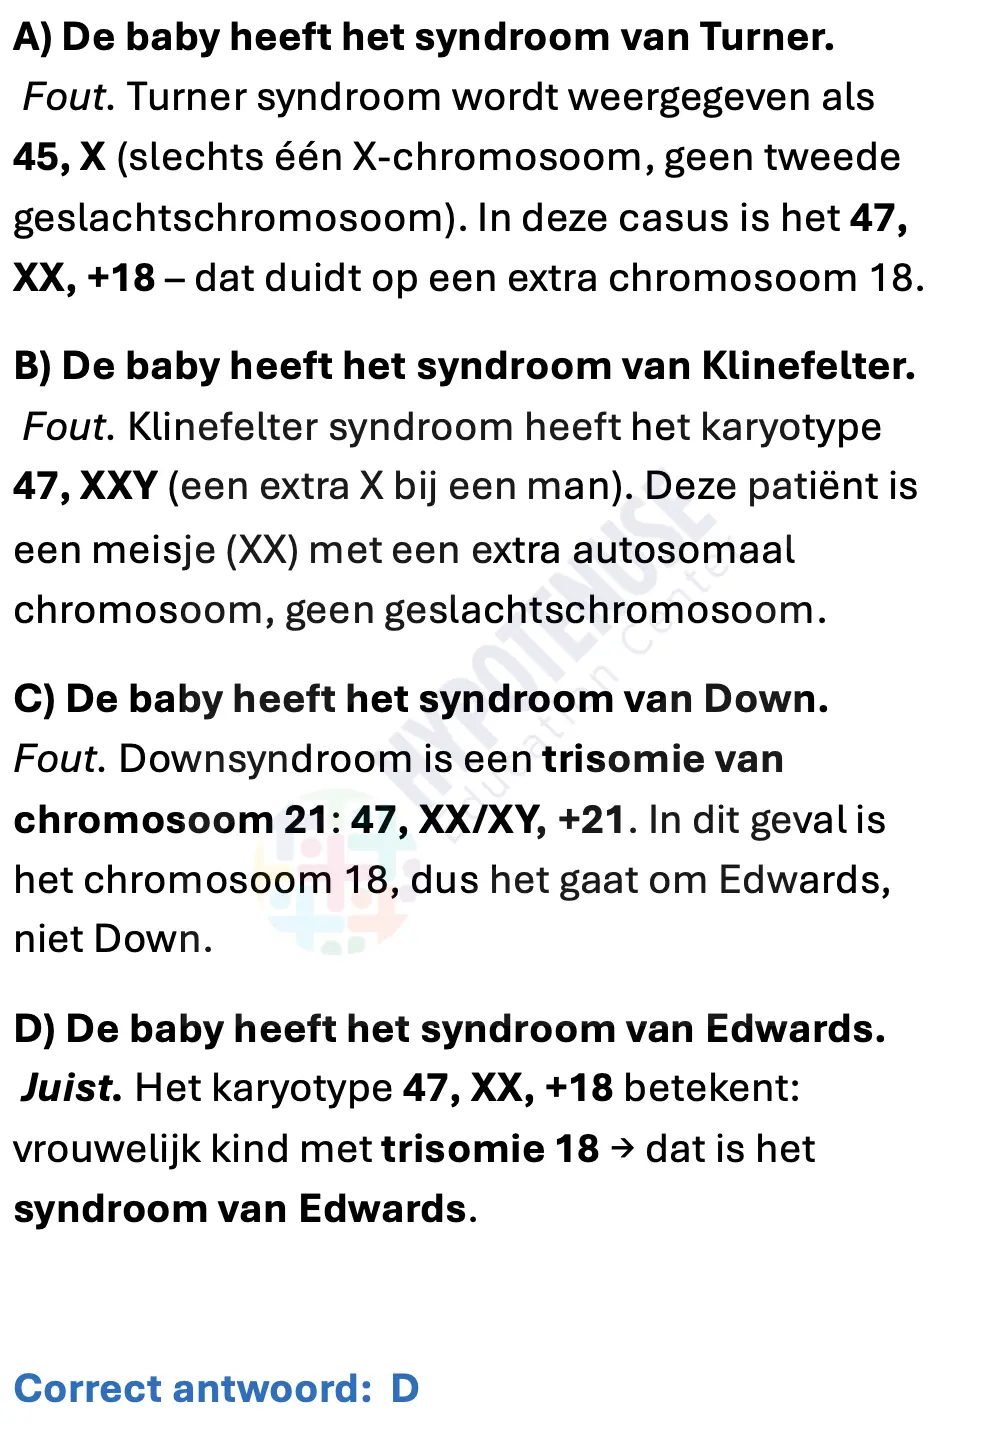 A) De baby heeft het syndroom van Turner.
Fout. Turner syndroom wordt weergegeven als
45, X (slechts één X-chromosoom, geen tweede
geslachtschromosoom). In deze casus is het 47,
XX, +18 – dat duidt op een extra chromosoom 18.
B) De baby heeft het syndroom van Klinefelter.
Fout. Klinefelter syndroom heeft het karyotype
47, XXY (een extra X bij een man). Deze patiënt is
een meisje (XX) met een extra autosomaal
chromosoom, geen geslachtschromosoom.
C) De baby heeft het syndroom van Down.
Fout. Downsyndroom is een trisomie van
chromosoom 21: 47, XX/XY, +21. In dit geval is
het chromosoom 18, dus het gaat om Edwards,
niet Down.
D) De baby heeft het syndroom van Edwards.
Juist. Het karyotype 47, XX, +18 betekent:
vrouwelijk kind met trisomie 18 → dat is het
syndroom van Edwards.
Correct antwoord: D
HYPOTENUSE
Education Center